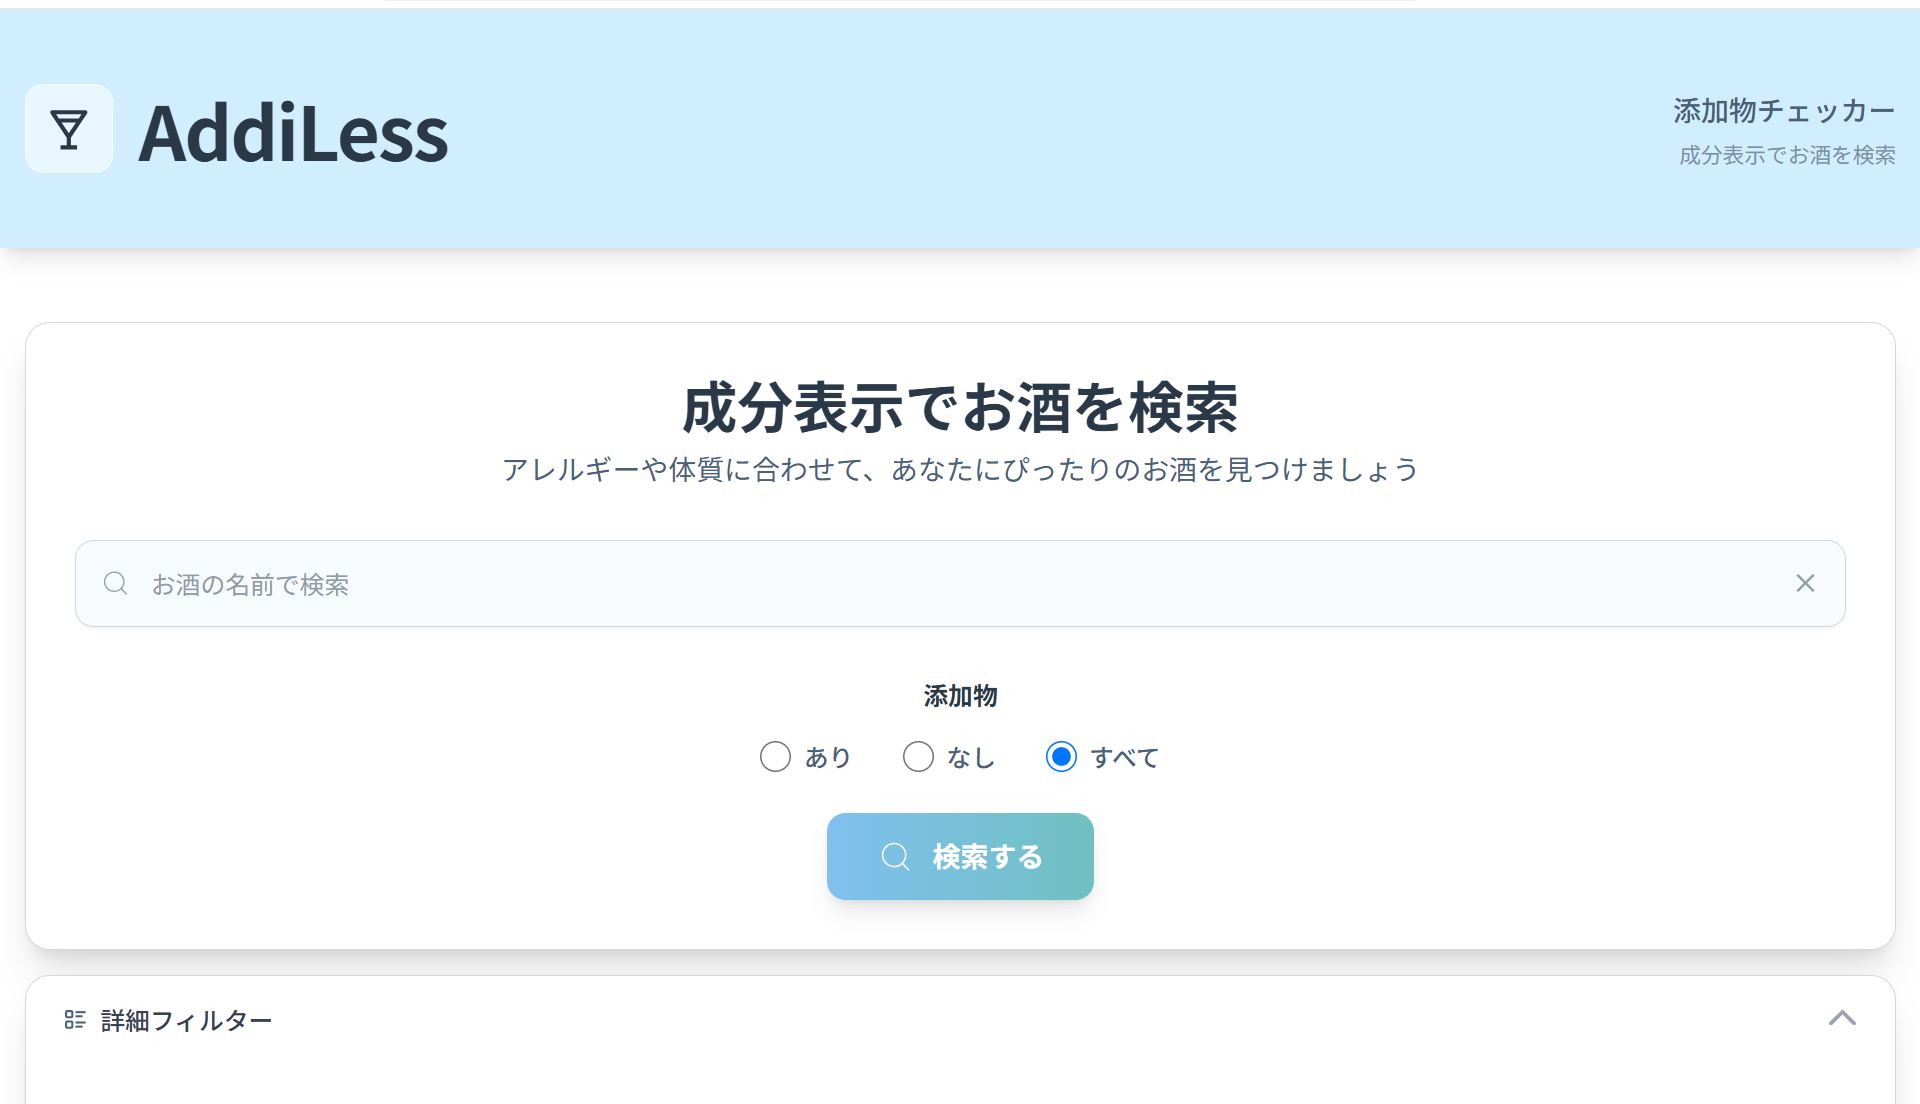 AddiLess
添加物チェッカー
成分表示でお酒を検索
成分表示でお酒を検索
アレルギーや体質に合わせて、あなたにぴったりのお酒を見つけましょう
お酒の名前で検索
添加物
あり なし すべて
検索する
詳細フィルター